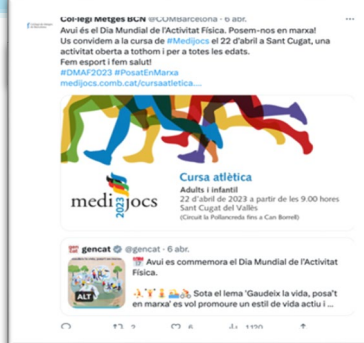 Col·legi Metges BCN @COMBarcelona · 6 abr.
Avui és el Dia Mundial de l'Activitat Física. Posem-nos en marxa!
Us convidem a la cursa de #Medijocs el 22 d'abril a Sant Cugat, una
activitat oberta a tothom i per a totes les edats.
Fem esport i fem salut!
#DMAF2023 #PosatEnMarxa
medijocs.comb.cat/cursaatletica....
Cursa atlètica
Adults i infantil
22 d'abril de 2023 a partir de les 9.00 hores
Sant Cugat del Vallès
(Circuit la Pollancreda fins a Can Borrell)
medijocs
2023
gencat @gencat · 6 abr.
Avui es commemora el Dia Mundial de l'Activitat
Física.
Sota el lema 'Gaudeix la vida, posa't
en marxa' es vol promoure un estil de vida actiu i ...
ALT